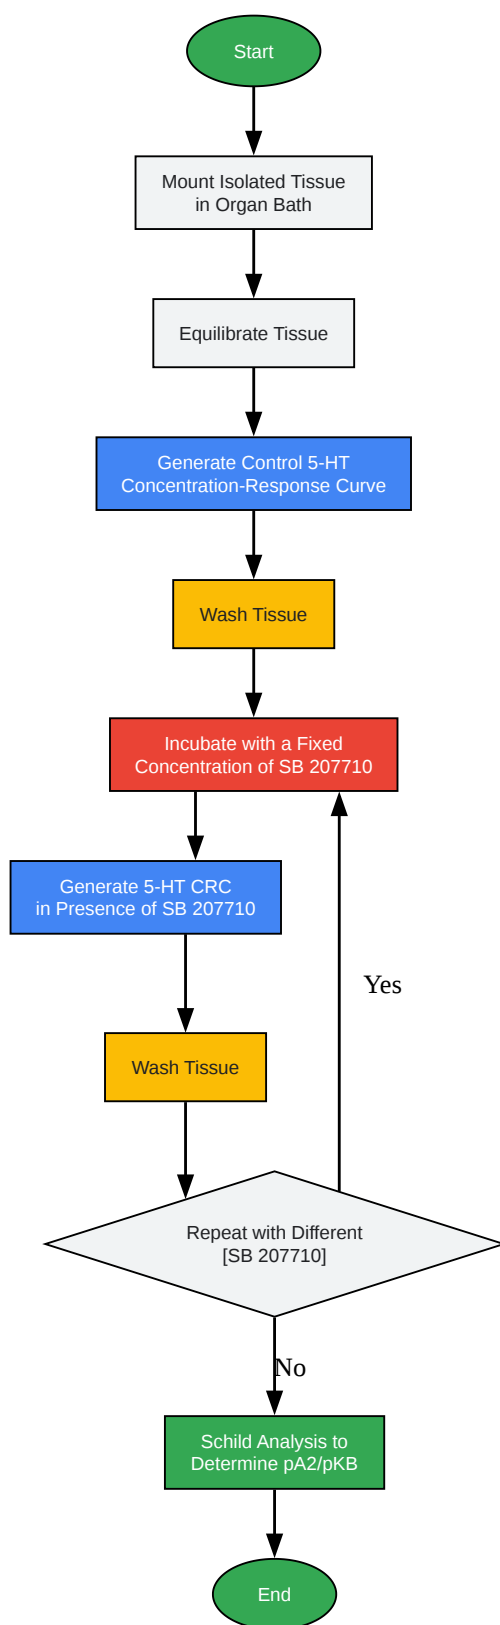 Start
Mount Isolated Tissue
in Organ Bath
Equilibrate Tissue
Generate Control 5-HT
Concentration-Response Curve
Wash Tissue
Incubate with a Fixed
Concentration of SB 207710
Generate 5-HT CRC
in Presence of SB 207710
Yes
Wash Tissue
Repeat with Different
[SB 207710]
No
Schild Analysis to
Determine pA2/pKB
End